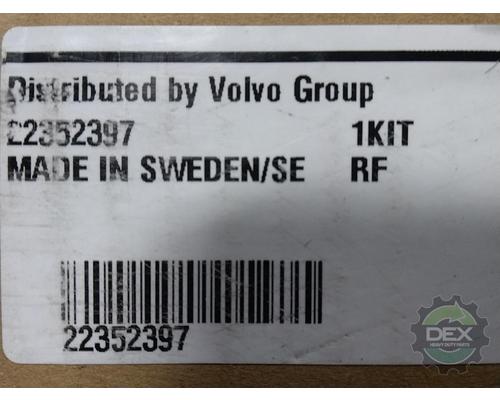 Distributed by Volvo Group
22352397 1KIT
MADE IN SWEDEN/SE RF
22352397
DEX
HEAVY DUTY PARTS